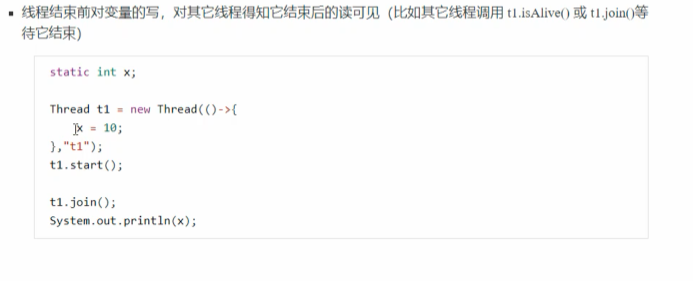 线程结束前对变量的写，对其它线程得知它结束后的读可见（比如其它线程调用 t1.isAlive() 或 t1.join()等
待它结束）
static int x;
Thread t1 = new Thread(()->{
x = 10;
},"t1");
t1.start();
t1.join();
System.out.println(x);